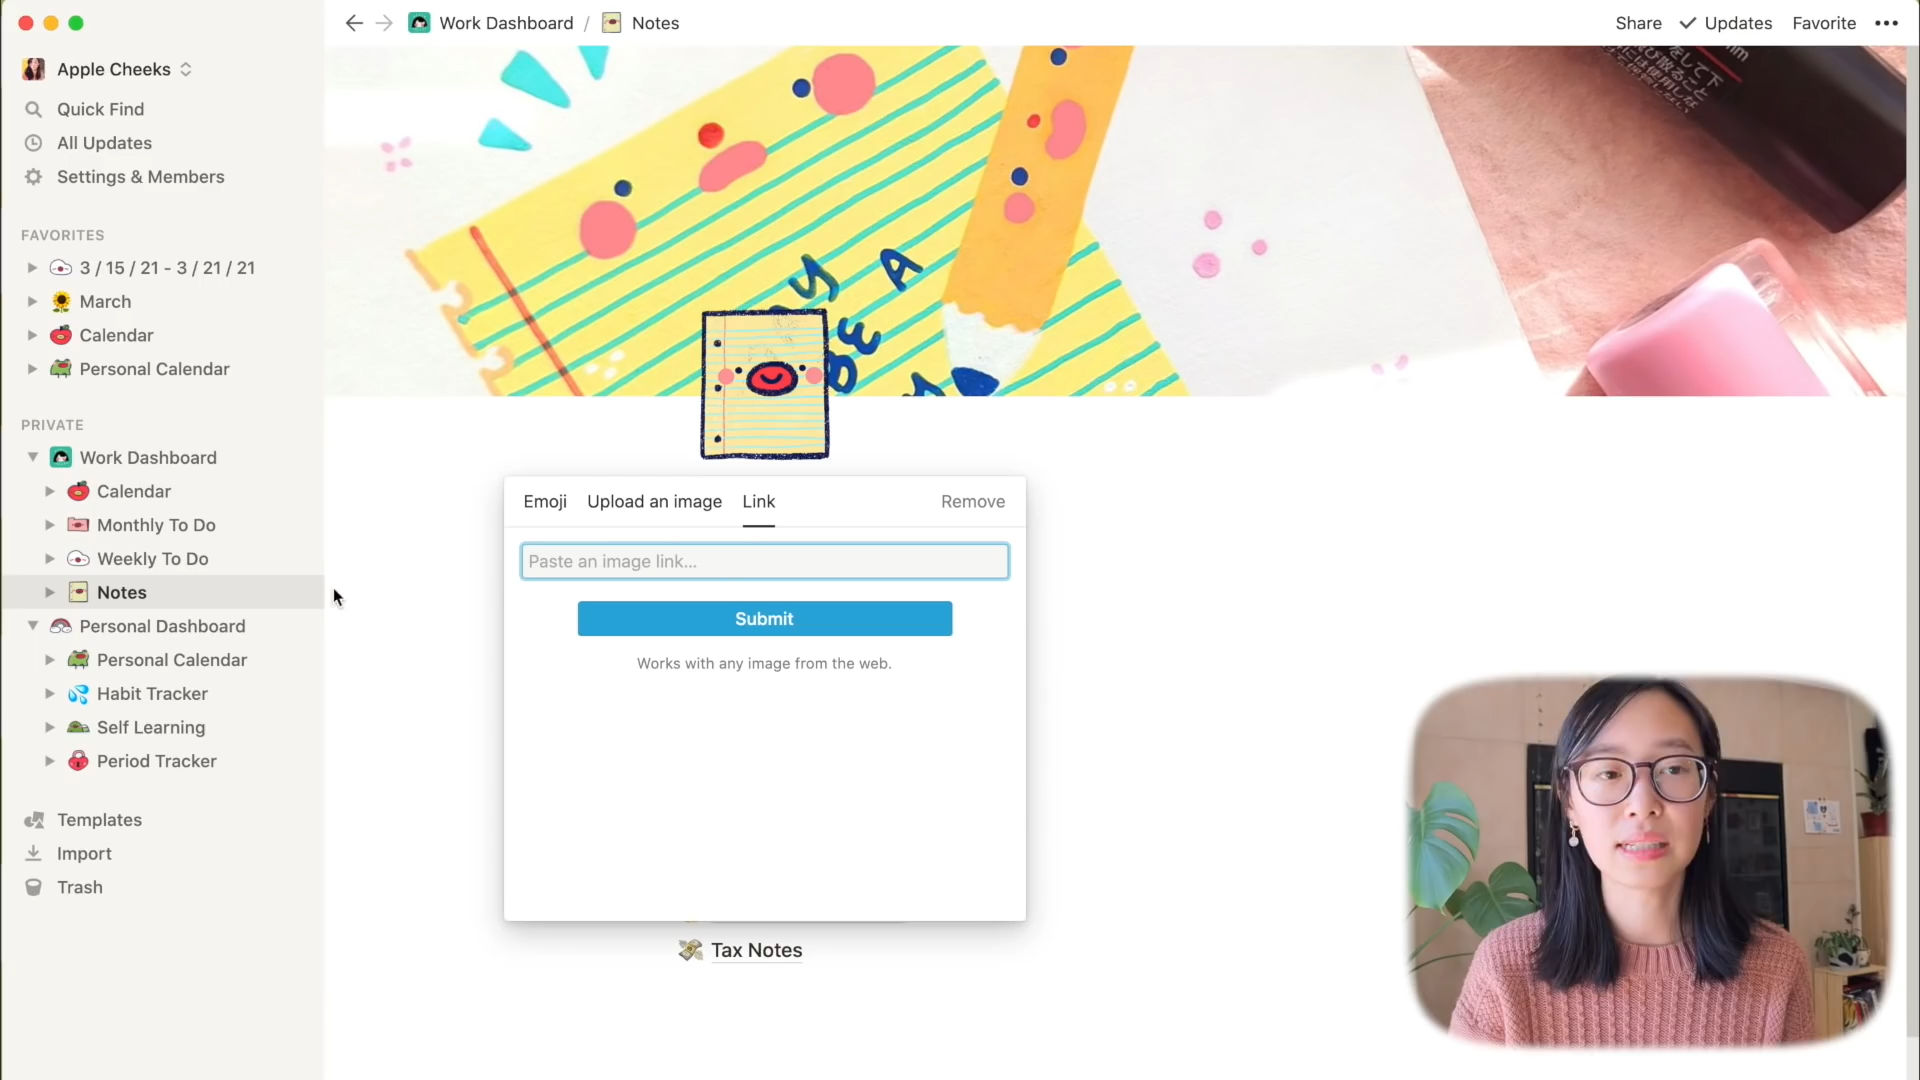 Work Dashboard / Notes
Share Updates Favorite
Apple Cheeks
Quick Find
All Updates
Settings & Members
FAVORITES
3 / 15 / 21 - 3 / 21 / 21
March
Calendar
Personal Calendar
PRIVATE
Work Dashboard
Calendar
Monthly To Do
Weekly To Do
Notes
Personal Dashboard
Personal Calendar
Habit Tracker
Self Learning
Period Tracker
Templates
Import
Trash
Y A
BE
Emoji Upload an image Link Remove
Paste an image link...
Submit
Works with any image from the web.
Tax Notes